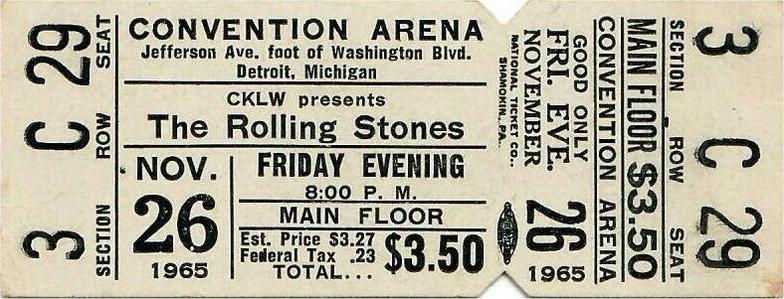 SEAT 29
ROW C
SECTION 3
CONVENTION ARENA
Jefferson Ave. foot of Washington Blvd.
Detroit, Michigan
CKLW presents
The Rolling Stones
NOV.
26
1965
FRIDAY EVENING
8:00 P. M.
MAIN FLOOR
Est. Price $3.27
Federal Tax .23
TOTAL... $3.50
NATIONAL TICKET CO.,
SHAMOKIN, PA.
GOOD ONLY
FRI. EVE.
NOVEMBER
26
1965
CONVENTION ARENA
MAIN FLOOR $3.50
SECTION 3
ROW C
SEAT 29